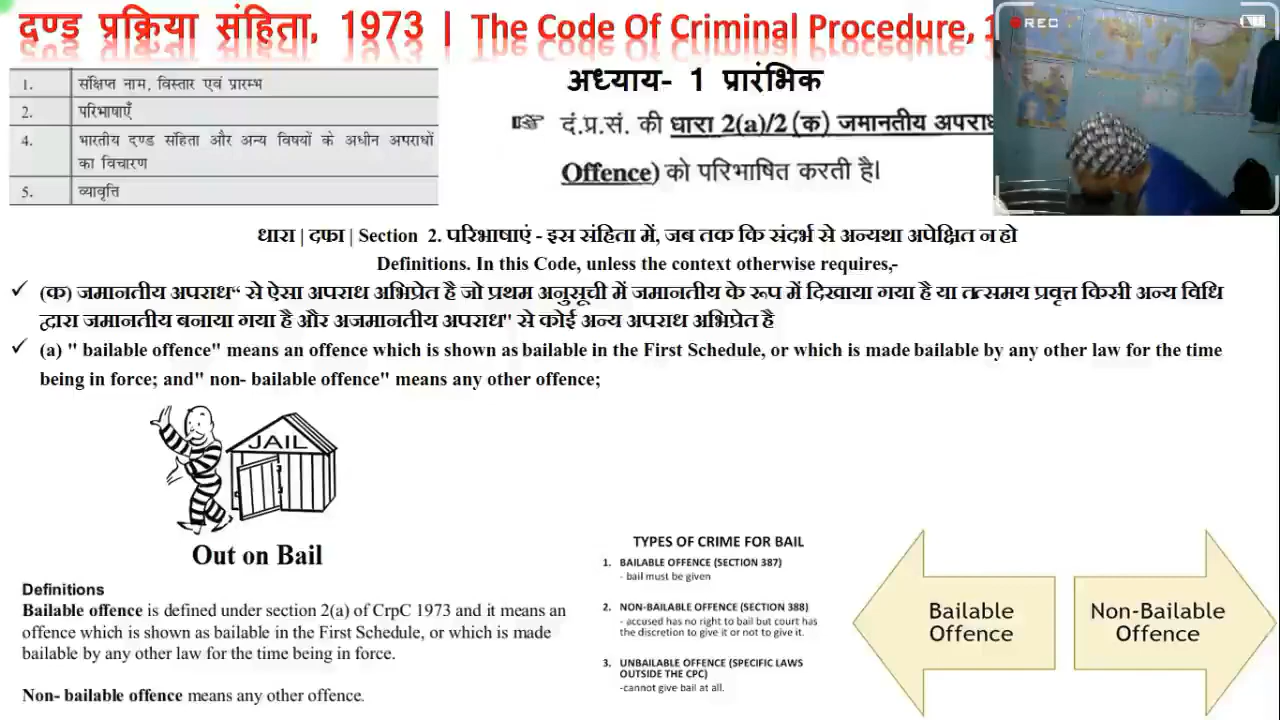 दण्ड प्रक्रिया संहिता, 1973 | The Code Of Criminal Procedure, 1
REC
1. संक्षिप्त नाम, विस्तार एवं प्रारम्भ
2. परिभाषाएँ
4. भारतीय दण्ड संहिता और अन्य विषयों के अधीन अपराधों
का विचारण
5. व्यावृत्ति
अध्याय- 1 प्रारंभिक
दं.प्र.सं. की धारा 2(a)/2 (क) जमानतीय अपराध
Offence) को परिभाषित करती है।
धारा | दफा | Section 2. परिभाषाएं - इस संहिता में, जब तक कि संदर्भ से अन्यथा अपेक्षित न हो
Definitions. In this Code, unless the context otherwise requires,-
✓ (क) जमानतीय अपराध“ से ऐसा अपराध अभिप्रेत है जो प्रथम अनुसूची में जमानतीय के रूप में दिखाया गया है या तत्समय प्रवृत्त किसी अन्य विधि
द्वारा जमानतीय बनाया गया है और अजमानतीय अपराध" से कोई अन्य अपराध अभिप्रेत है
✓ (a) " bailable offence" means an offence which is shown as bailable in the First Schedule, or which is made bailable by any other law for the time
being in force; and" non- bailable offence" means any other offence;
JAIL
Out on Bail
Definitions
Bailable offence is defined under section 2(a) of CrpC 1973 and it means an
offence which is shown as bailable in the First Schedule, or which is made
bailable by any other law for the time being in force.
Non- bailable offence means any other offence.
TYPES OF CRIME FOR BAIL
1. BAILABLE OFFENCE (SECTION 387)
- bail must be given
2. NON-BAILABLE OFFENCE (SECTION 388)
- accused has no right to bail but court has
the discretion to give it or not to give it.
3. UNBAILABLE OFFENCE (SPECIFIC LAWS
OUTSIDE THE CPC)
-cannot give bail at all.
Bailable
Offence
Non-Bailable
Offence